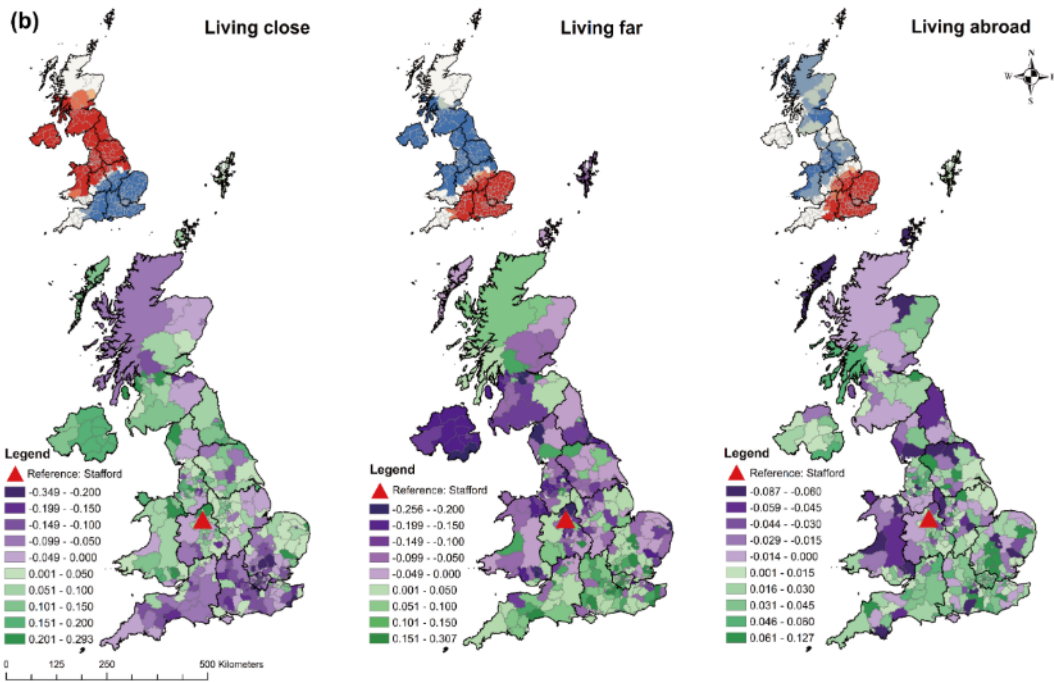 (b)
Living close
Living far
Living abroad
N
W E
S
Legend
Reference: Stafford
-0.349 - -0.200
-0.199 - -0.150
-0.149 - -0.100
-0.099 - -0.050
-0.049 - 0.000
0.001 - 0.050
0.051 - 0.100
0.101 - 0.150
0.151 - 0.200
0.201 - 0.293
0 125 250 500 Kilometers
Legend
Reference: Stafford
-0.256 - -0.200
-0.199 - -0.150
-0.149 - -0.100
-0.099 - -0.050
-0.049 - 0.000
0.001 - 0.050
0.051 - 0.100
0.101 - 0.150
0.151 - 0.307
Legend
Reference: Stafford
-0.087 - -0.060
-0.059 - -0.045
-0.044 - -0.030
-0.029 - -0.015
-0.014 - 0.000
0.001 - 0.015
0.016 - 0.030
0.031 - 0.045
0.046 - 0.060
0.061 - 0.127